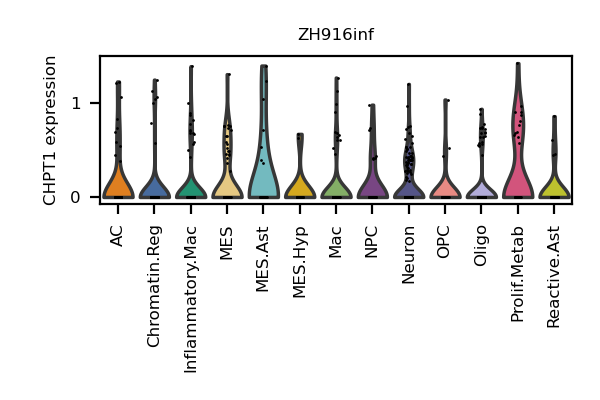 ZH916inf
CHPT1 expression
1
0
AC
Chromatin.Reg
Inflammatory.Mac
MES
MES.Ast
MES.Hyp
Mac
NPC
Neuron
OPC
Oligo
Prolif.Metab
Reactive.Ast